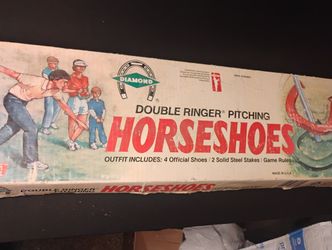 DIAMOND
DOUBLE RINGER® PITCHING
HORSESHOES
OUTFIT INCLUDES: 4 Official Shoes / 2 Solid Steel Stakes / Game Rules
MADE IN U.S.A.
DOUBLE RINGER
HORSESHOES